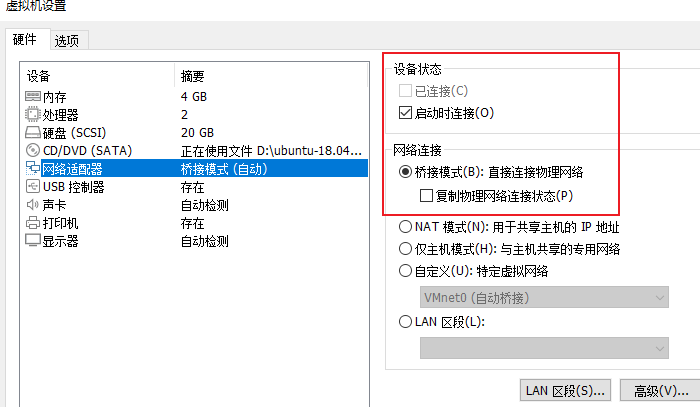 虚拟机设置
硬件 选项
设备 摘要
内存 4 GB
处理器 2
硬盘 (SCSI) 20 GB
CD/DVD (SATA) 正在使用文件 D:\ubuntu-18.04...
网络适配器 桥接模式 (自动)
USB 控制器 存在
声卡 自动检测
打印机 存在
显示器 自动检测
设备状态
已连接(C)
启动时连接(O)
网络连接
桥接模式(B): 直接连接物理网络
复制物理网络连接状态(P)
NAT 模式(N): 用于共享主机的 IP 地址
仅主机模式(H): 与主机共享的专用网络
自定义(U): 特定虚拟网络
VMnet0 (自动桥接)
LAN 区段(L):
LAN 区段(S)... 高级(V)...